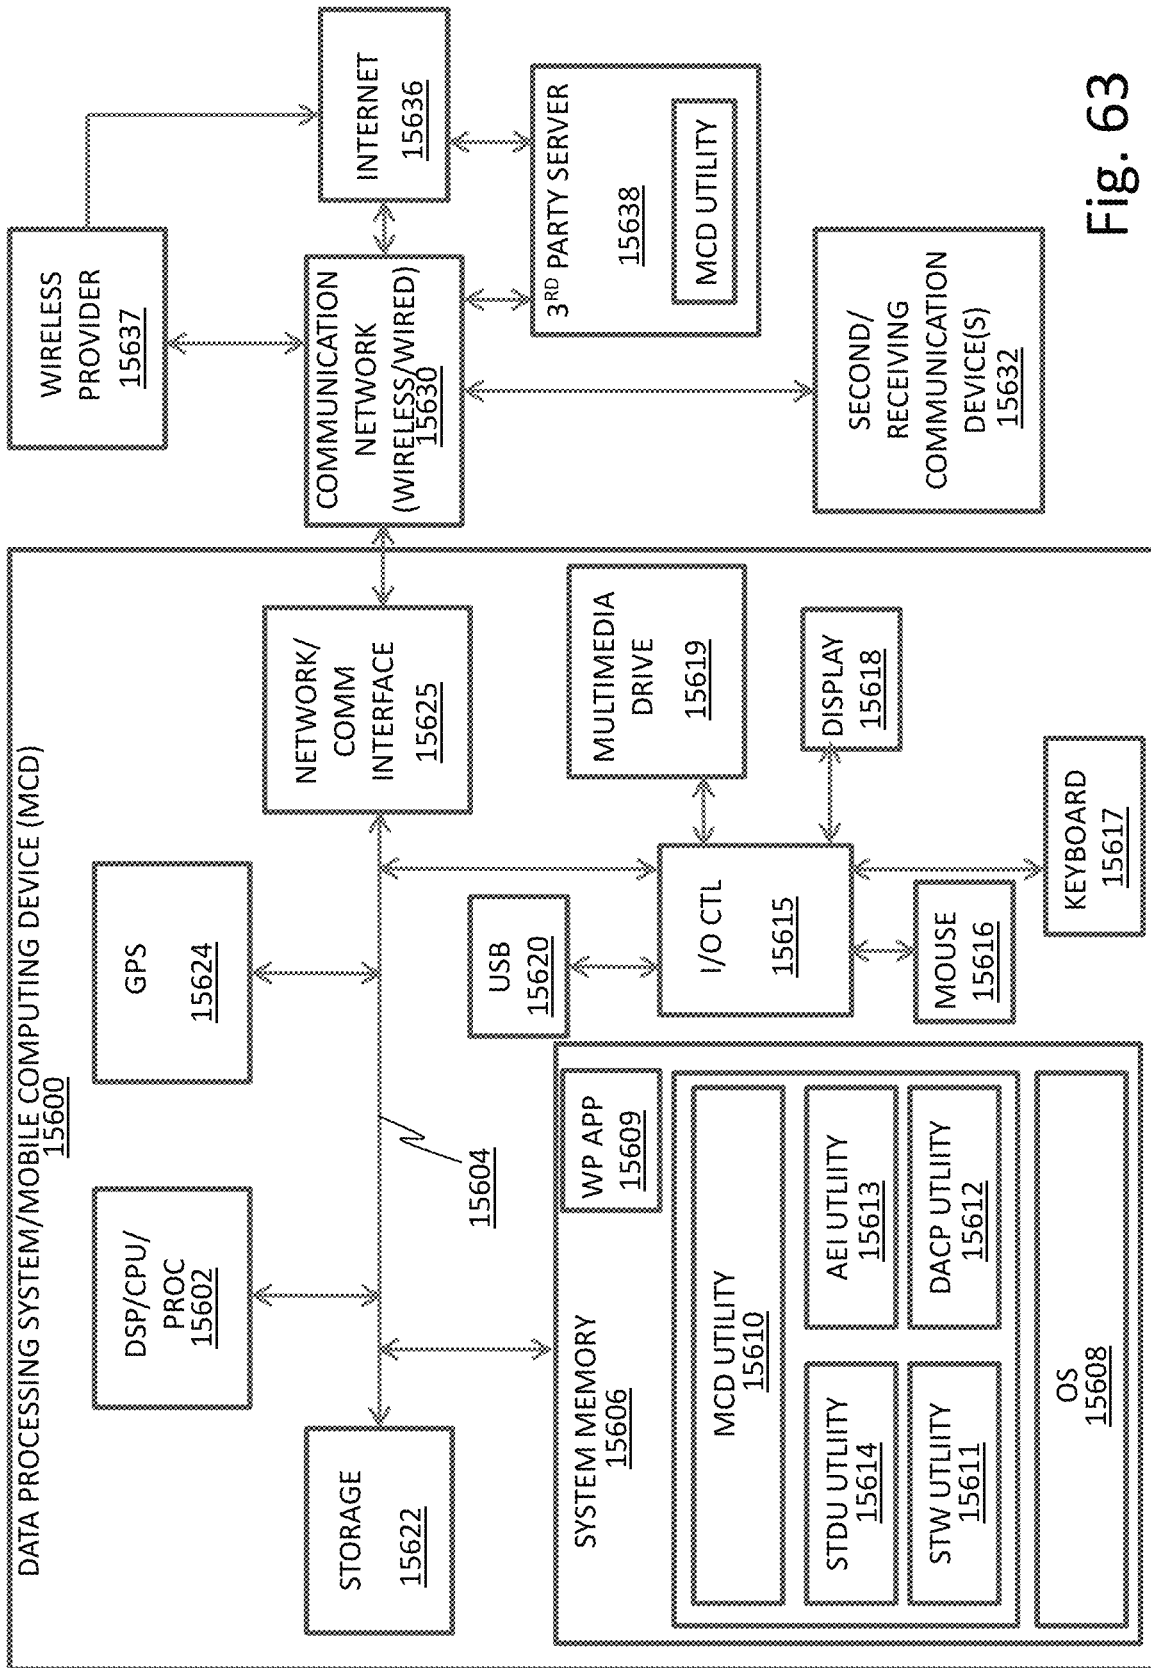 DATA PROCESSING SYSTEM/MOBILE COMPUTING DEVICE (MCD)
15600
DSP/CPU/
PROC
15602
GPS
15624
STORAGE
15622
15604
NETWORK/
COMM
INTERFACE
15625
SYSTEM MEMORY
15606
WP APP
15609
MCD UTILITY
15610
STDU UTLIITY
15614
AEI UTLIITY
15613
STW UTLIITY
15611
DACP UTLIITY
15612
OS
15608
USB
15620
I/O CTL
15615
MOUSE
15616
KEYBOARD
15617
DISPLAY
15618
MULTIMEDIA
DRIVE
15619
WIRELESS
PROVIDER
15637
COMMUNICATION
NETWORK
(WIRELESS/WIRED)
15630
INTERNET
15636
3RD PARTY SERVER
15638
MCD UTILITY
SECOND/
RECEIVING
COMMUNICATION
DEVICE(S)
15632
Fig. 63